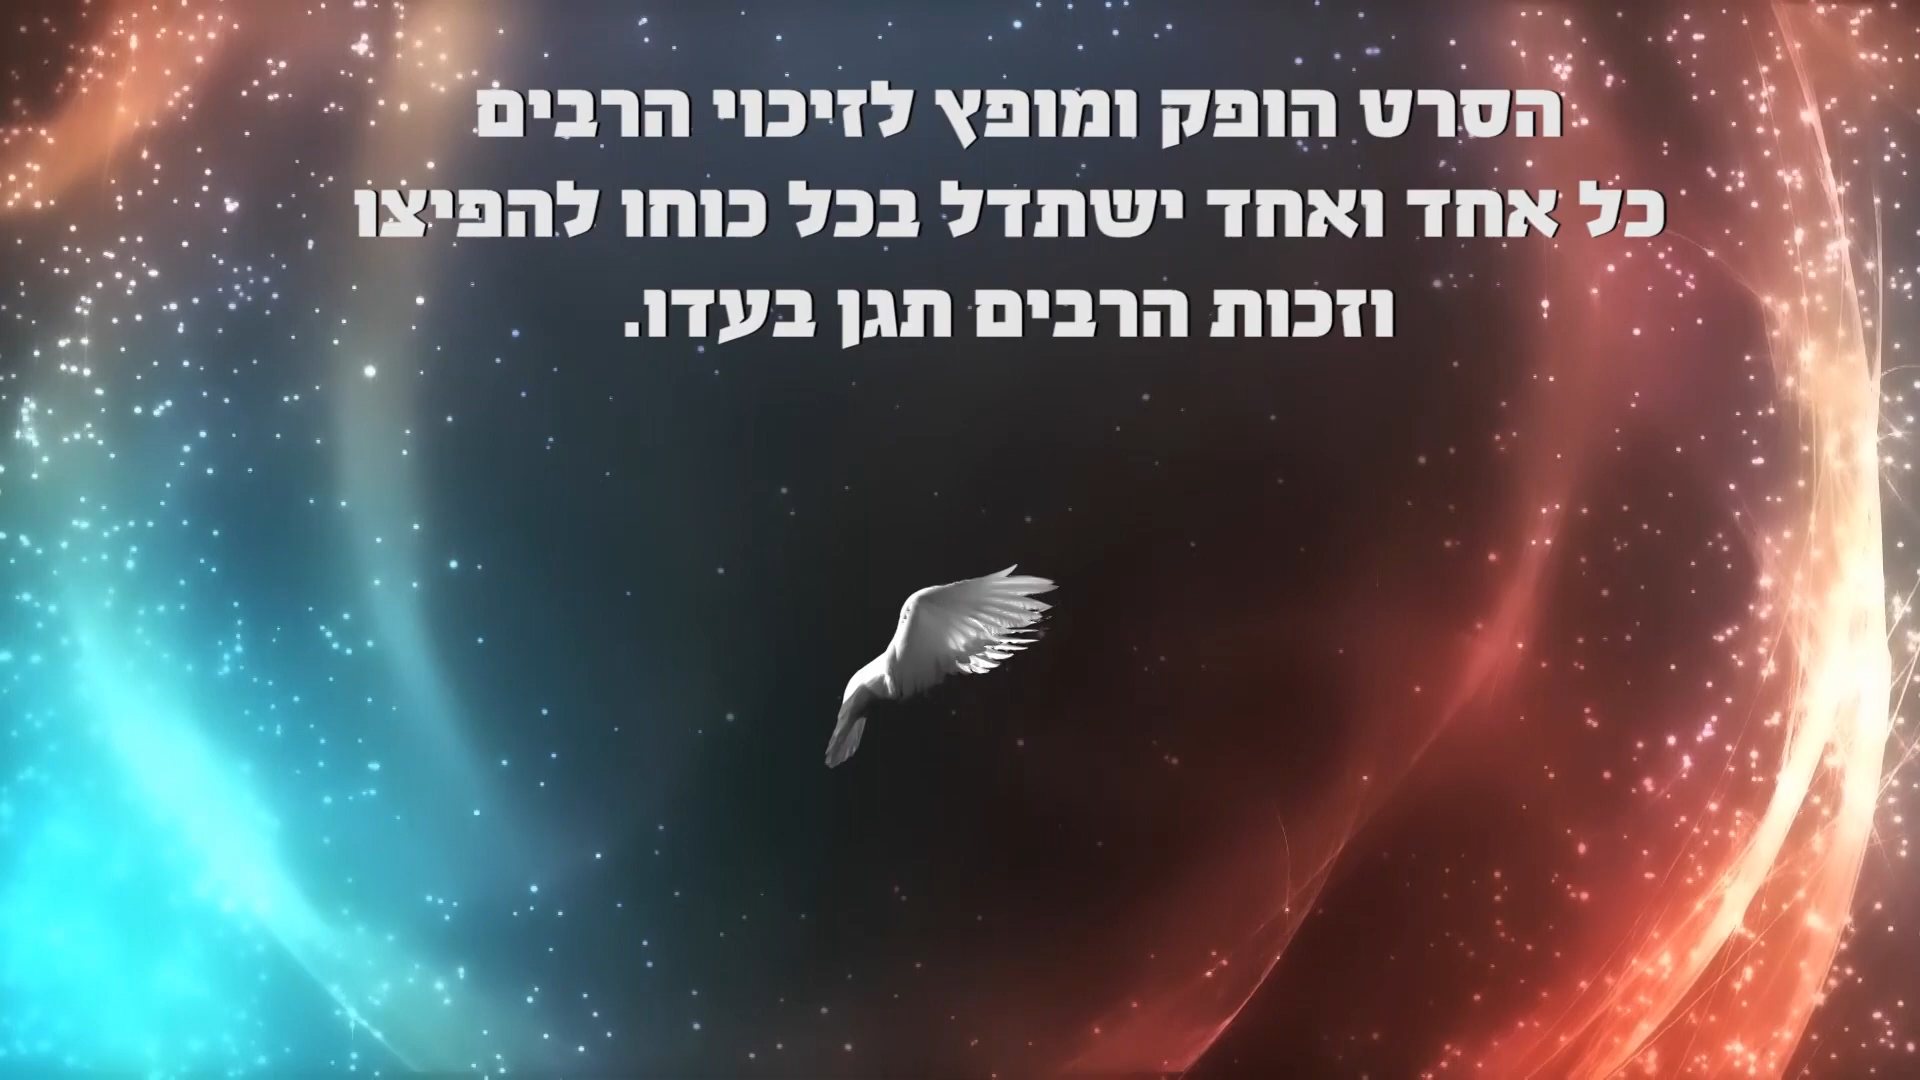 הסרט הופק ומופץ לזיכוי הרבים
כל אחד ואחד ישתדל בכל כוחו להפיצו
וזכות הרבים תגן בעדו.